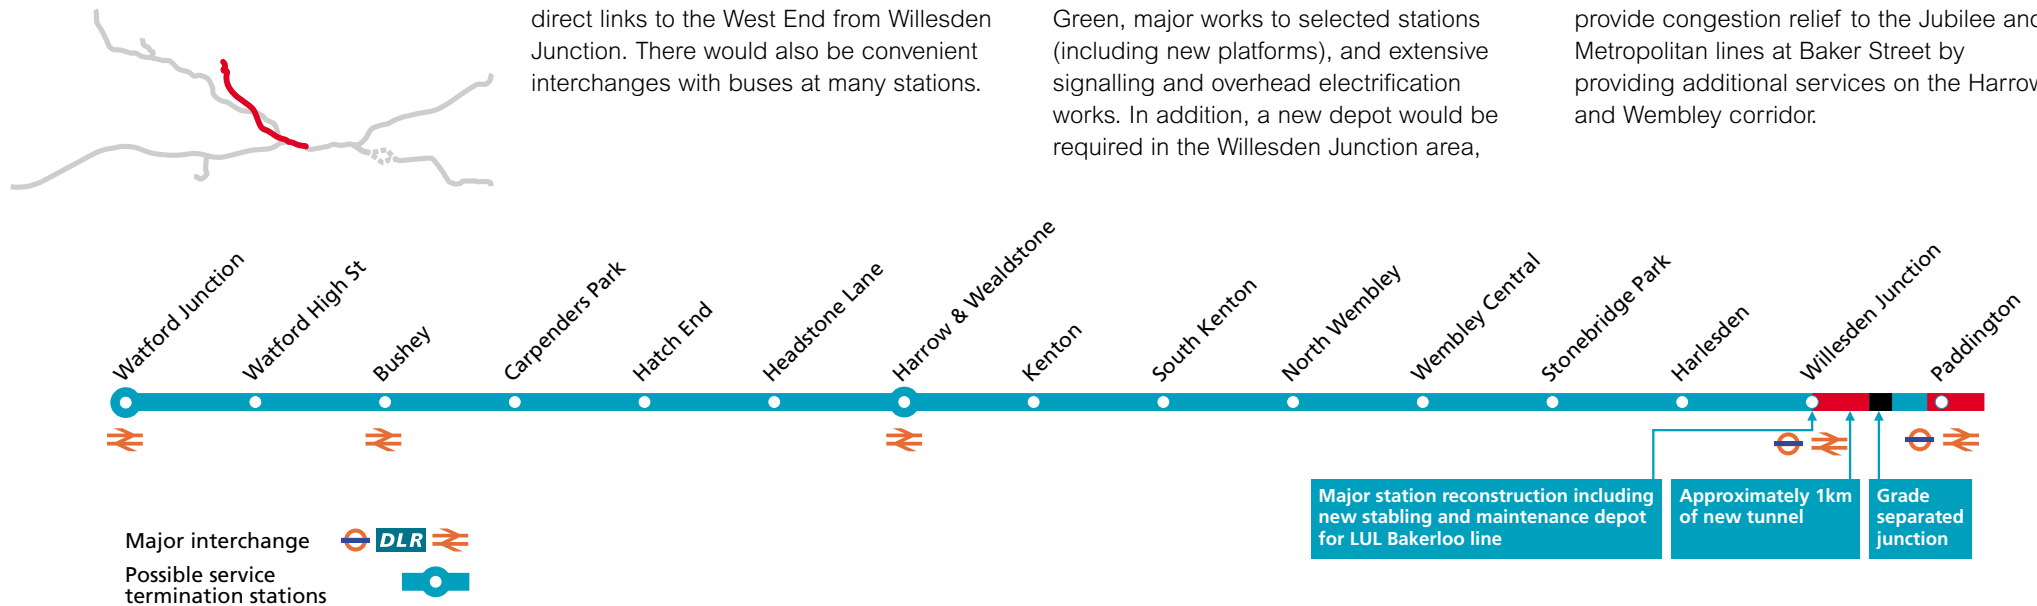 direct links to the West End from Willesden
Junction. There would also be convenient
interchanges with buses at many stations.
Green, major works to selected stations
(including new platforms), and extensive
signalling and overhead electrification
works. In addition, a new depot would be
required in the Willesden Junction area,
provide congestion relief to the Jubilee and
Metropolitan lines at Baker Street by
providing additional services on the Harrow
and Wembley corridor.
Watford Junction
Watford High St
Bushey
Carpenders Park
Hatch End
Headstone Lane
Harrow & Wealdstone
Kenton
South Kenton
North Wembley
Wembley Central
Stonebridge Park
Harlesden
Willesden Junction
Paddington
Major station reconstruction including
new stabling and maintenance depot
for LUL Bakerloo line
Approximately 1km
of new tunnel
Grade
separated
junction
Major interchange
DLR
Possible service
termination stations